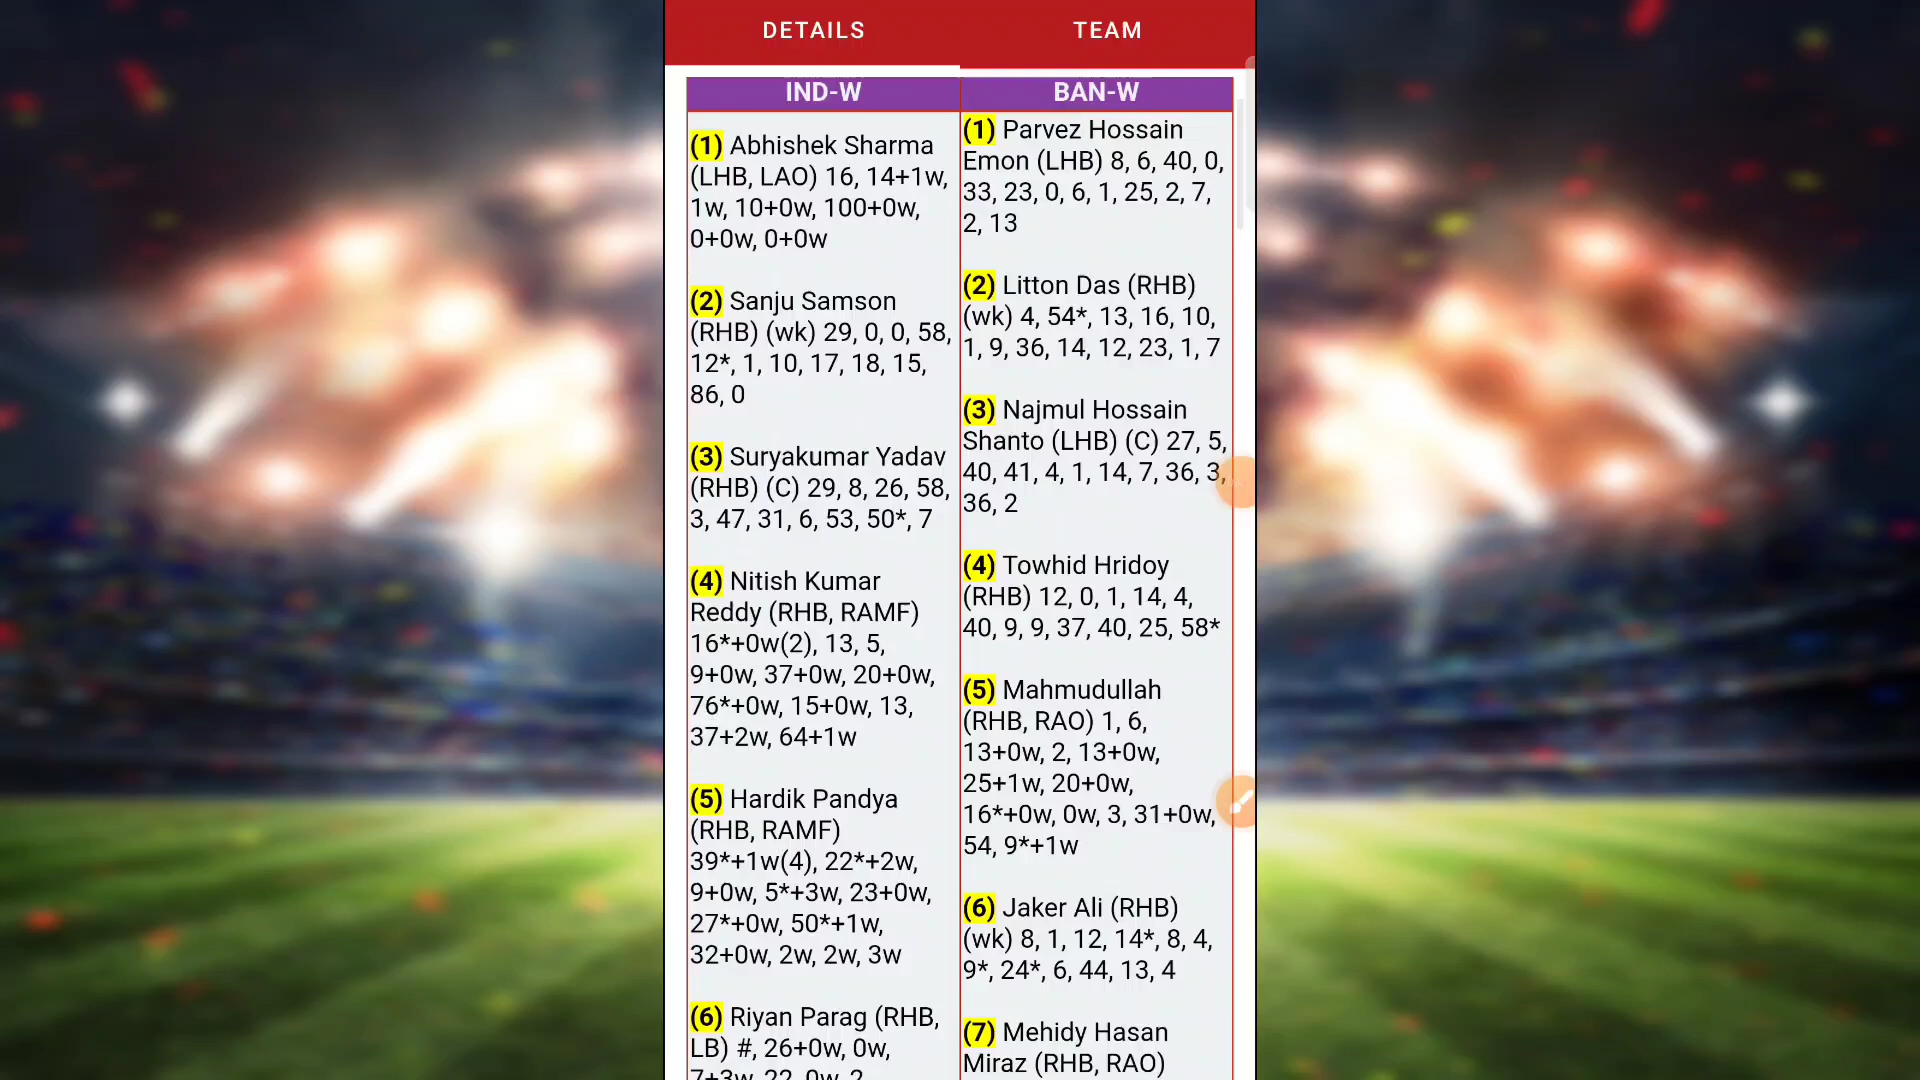 DETAILS
TEAM
IND-W
BAN-W
(1) Abhishek Sharma
(LHB, LAO) 16, 14+1w,
1w, 10+0w, 100+0w,
0+0w, 0+0w
(2) Sanju Samson
(RHB) (wk) 29, 0, 0, 58,
12*, 1, 10, 17, 18, 15,
86, 0
(3) Suryakumar Yadav
(RHB) (C) 29, 8, 26, 58,
3, 47, 31, 6, 53, 50*, 7
(4) Nitish Kumar
Reddy (RHB, RAMF)
16*+0w(2), 13, 5,
9+0w, 37+0w, 20+0w,
76*+0w, 15+0w, 13,
37+2w, 64+1w
(5) Hardik Pandya
(RHB, RAMF)
39*+1w(4), 22*+2w,
9+0w, 5*+3w, 23+0w,
27*+0w, 50*+1w,
32+0w, 2w, 2w, 3w
(6) Riyan Parag (RHB,
LB) #, 26+0w, 0w,
7+3w, 22, 0w, 2
(1) Parvez Hossain
Emon (LHB) 8, 6, 40, 0,
33, 23, 0, 6, 1, 25, 2, 7,
2, 13
(2) Litton Das (RHB)
(wk) 4, 54*, 13, 16, 10,
1, 9, 36, 14, 12, 23, 1, 7
(3) Najmul Hossain
Shanto (LHB) (C) 27, 5,
40, 41, 4, 1, 14, 7, 36, 3,
36, 2
(4) Towhid Hridoy
(RHB) 12, 0, 1, 14, 4,
40, 9, 9, 37, 40, 25, 58*
(5) Mahmudullah
(RHB, RAO) 1, 6,
13+0w, 2, 13+0w,
25+1w, 20+0w,
16*+0w, 0w, 3, 31+0w,
54, 9*+1w
(6) Jaker Ali (RHB)
(wk) 8, 1, 12, 14*, 8, 4,
9*, 24*, 6, 44, 13, 4
(7) Mehidy Hasan
Miraz (RHB, RAO)